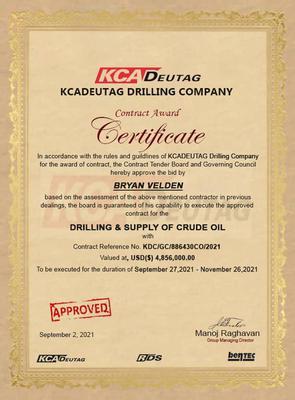 KCADEUTAG
KCADEUTAG DRILLING COMPANY
Contract Award
Certificate
In accordance with the rules and guildlines of KCADEUTAG Drilling Company
for the award of contract, the Contract Tender Board and Governing Council
hereby approve the bid by
BRYAN VELDEN
based on the assessment of the above mentioned contractor in previous
dealings, the board is guaranteed of his capability to execute the approved
contract for the
DRILLING & SUPPLY OF CRUDE OIL
with
Contract Reference No. KDC/GC/886430CO/2021
Valued at, USD($) 4,856,000.00
To be executed for the duration of September 27,2021 - November 26,2021
APPROVED
September 2, 2021
Manoj Raghavan
Group Managing Director
KCADEUTAG
RDS
bentec